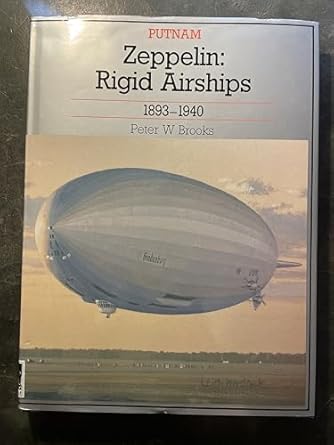 PUTNAM
Zeppelin:
Rigid Airships
1893–1940
Peter W Brooks
Hindenburg